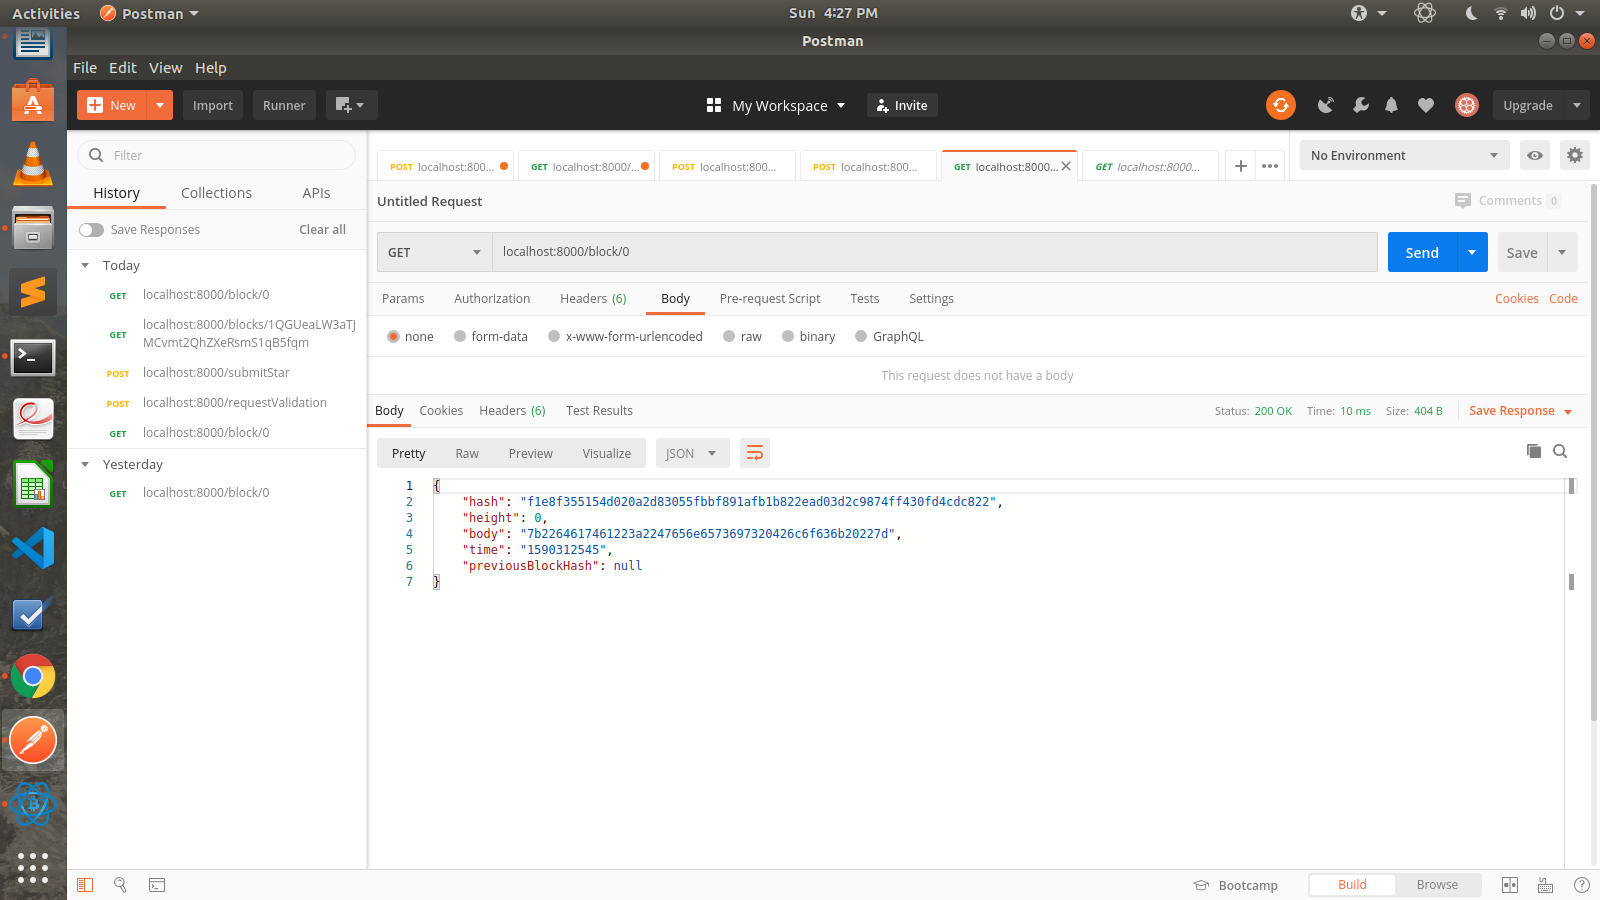 Activities Postman Sun 4:27 PM
Postman
File Edit View Help
New Import Runner My Workspace Invite Upgrade
Filter
History Collections APIs
Save Responses Clear all
Today
GET localhost:8000/block/0
GET localhost:8000/blocks/1QGUeaLW3aTJ
MCvmt2QhZXeRsmS1qB5fqm
POST localhost:8000/submitStar
POST localhost:8000/requestValidation
GET localhost:8000/block/0
Yesterday
GET localhost:8000/block/0
POST localhost:800... GET localhost:8000/... POST localhost:800... POST localhost:800... GET localhost:8000... GET localhost:8000... No Environment
Untitled Request Comments 0
GET localhost:8000/block/0 Send Save
Params Authorization Headers (6) Body Pre-request Script Tests Settings Cookies Code
none form-data x-www-form-urlencoded raw binary GraphQL
This request does not have a body
Body Cookies Headers (6) Test Results Status: 200 OK Time: 10 ms Size: 404 B Save Response
Pretty Raw Preview Visualize JSON
1 {
2 "hash": "f1e8f355154d020a2d83055fbbf891afb1b822ead03d2c9874ff430fd4cdc822",
3 "height": 0,
4 "body": "7b2264617461223a2247656e6573697320426c6f636b20227d",
5 "time": "1590312545",
6 "previousBlockHash": null
7 }
Bootcamp Build Browse